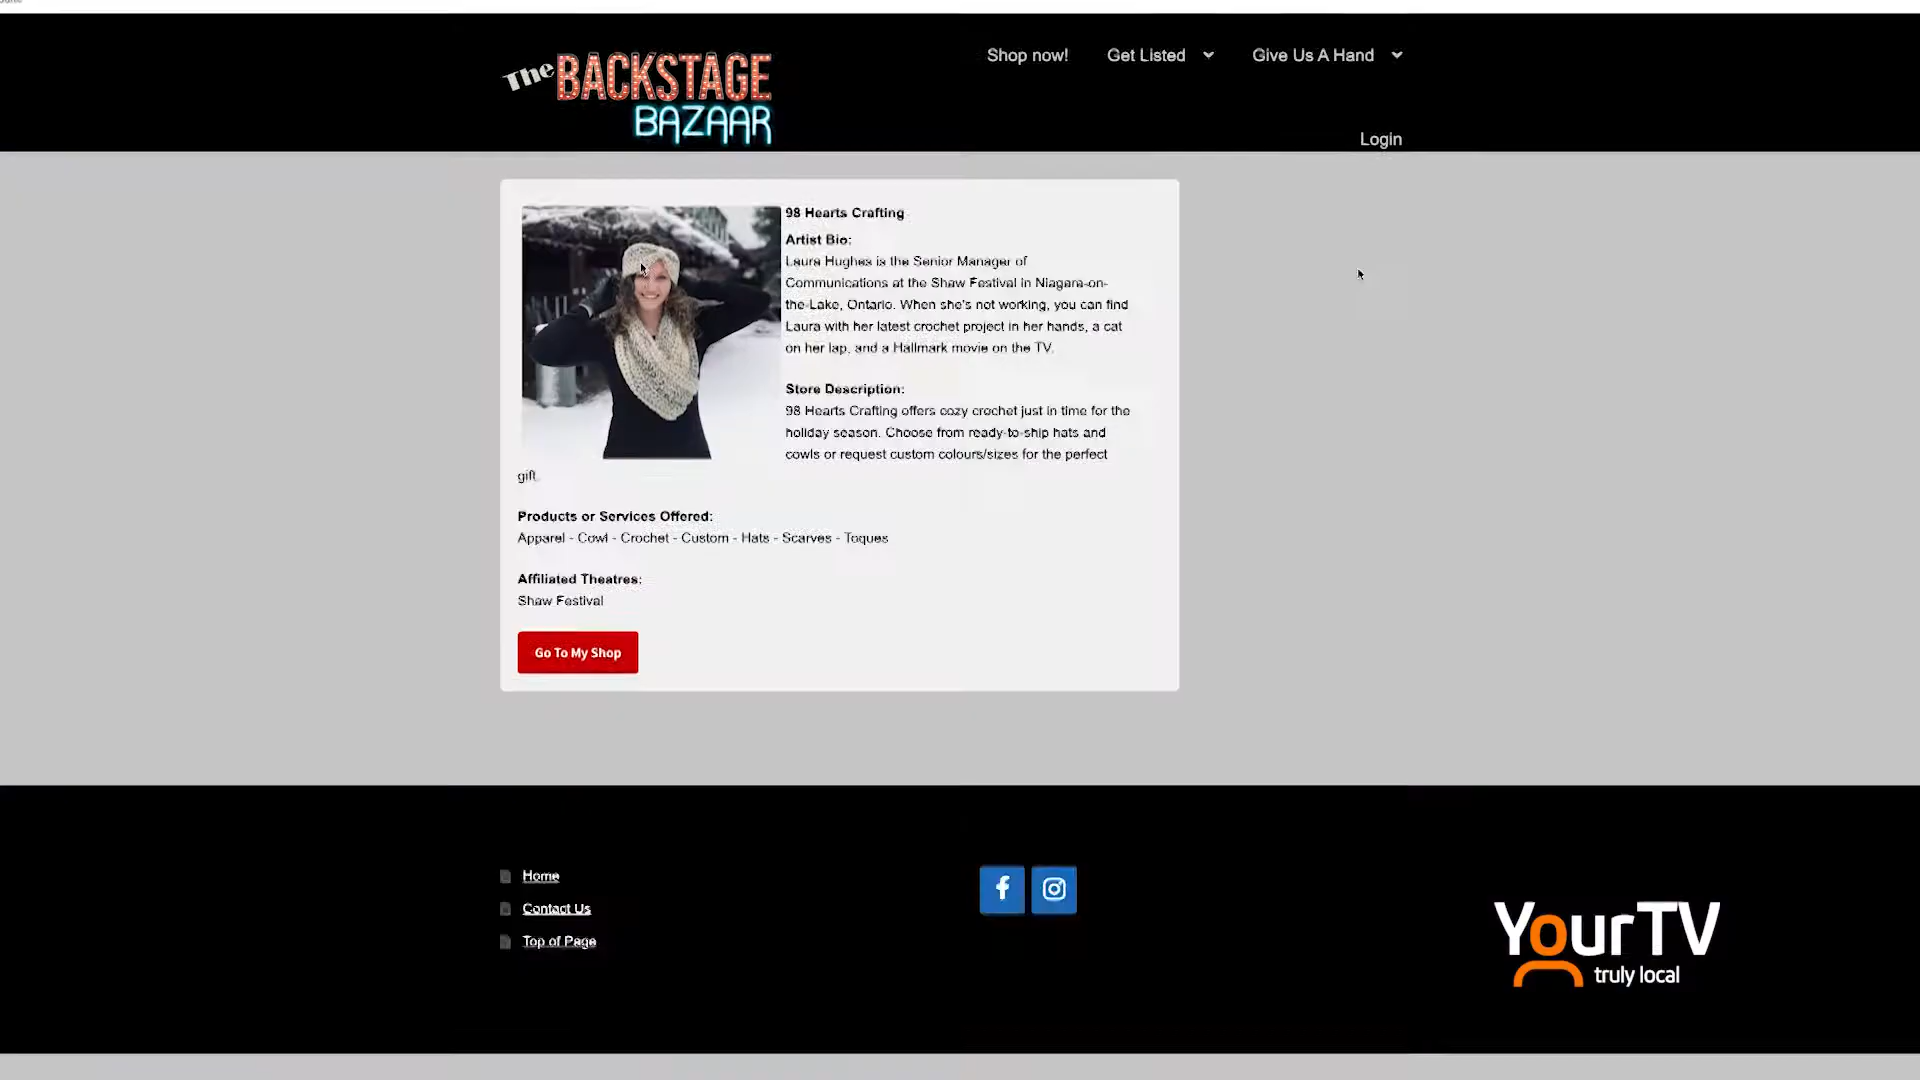 The BACKSTAGE
BAZAAR
Shop now!
Get Listed
Give Us A Hand
Login
98 Hearts Crafting
Artist Bio:
Laura Hughes is the Senior Manager of
Communications at the Shaw Festival in Niagara-on-
the-Lake, Ontario. When she's not working, you can find
Laura with her latest crochet project in her hands, a cat
on her lap, and a Hallmark movie on the TV.
Store Description:
98 Hearts Crafting offers cozy crochet just in time for the
holiday season. Choose from ready-to-ship hats and
cowls or request custom colours/sizes for the perfect
gift.
Products or Services Offered:
Apparel - Cowl - Crochet - Custom - Hats - Scarves - Toques
Affiliated Theatres:
Shaw Festival
Go To My Shop
Home
Contact Us
Top of Page
YourTV
truly local